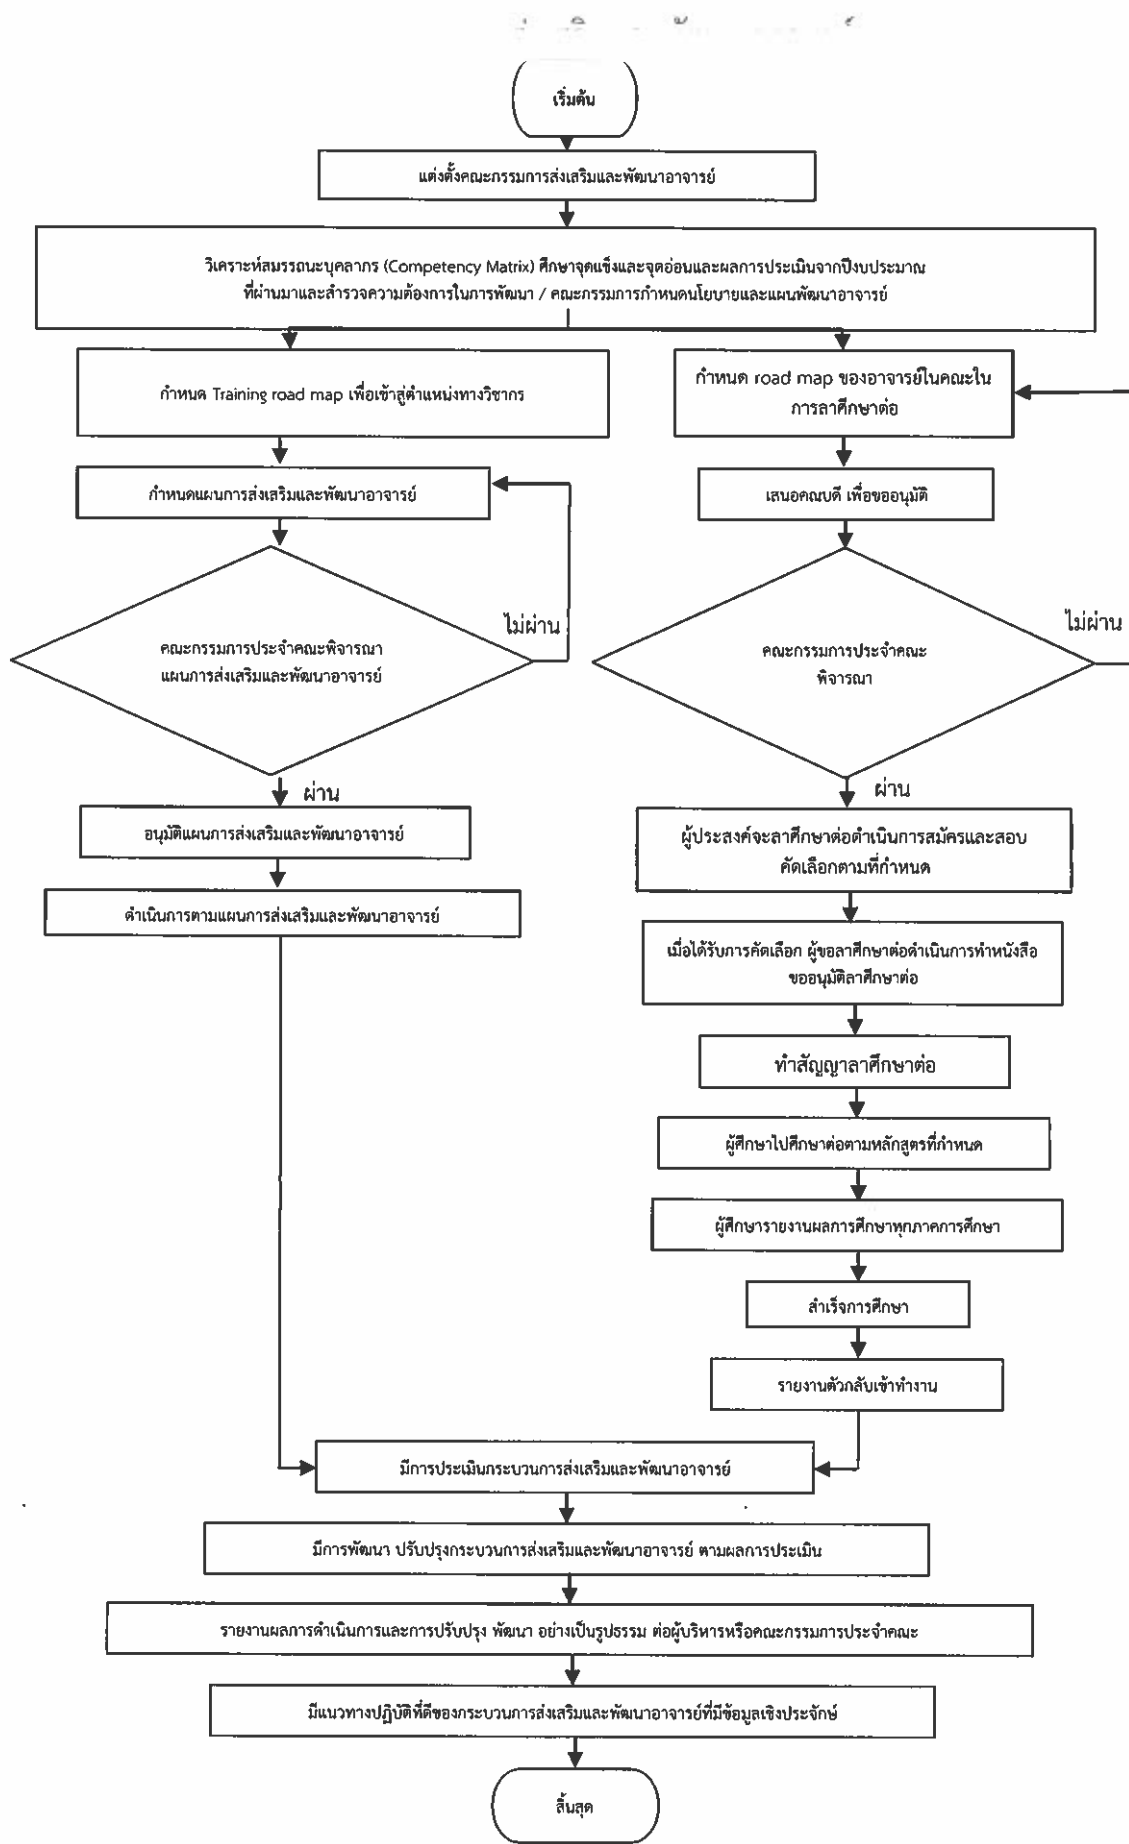 เริ่มต้น
แต่งตั้งคณะกรรมการส่งเสริมและพัฒนาอาจารย์
วิเคราะห์สมรรถนะบุคลากร (Competency Matrix) ศึกษาจุดแข็งและจุดอ่อนและผลการประเมินจากปีงบประมาณ
ที่ผ่านมาและสำรวจความต้องการในการพัฒนา / คณะกรรมการกำหนดนโยบายและแผนพัฒนาอาจารย์
กำหนด Training road map เพื่อเข้าสู่ตำแหน่งทางวิชาการ
กำหนดแผนการส่งเสริมและพัฒนาอาจารย์
ไม่ผ่าน
คณะกรรมการประจำคณะพิจารณา
แผนการส่งเสริมและพัฒนาอาจารย์
ผ่าน
อนุมัติแผนการส่งเสริมและพัฒนาอาจารย์
ดำเนินการตามแผนการส่งเสริมและพัฒนาอาจารย์
กำหนด road map ของอาจารย์ในคณะใน
การลาศึกษาต่อ
เสนอคณบดี เพื่อขออนุมัติ
ไม่ผ่าน
คณะกรรมการประจำคณะ
พิจารณา
ผ่าน
ผู้ประสงค์จะลาศึกษาต่อดำเนินการสมัครและสอบ
คัดเลือกตามที่กำหนด
เมื่อได้รับการคัดเลือก ผู้ขอลาศึกษาต่อดำเนินการทำหนังสือ
ขออนุมัติลาศึกษาต่อ
ทำสัญญาลาศึกษาต่อ
ผู้ศึกษาไปศึกษาต่อตามหลักสูตรที่กำหนด
ผู้ศึกษารายงานผลการศึกษาทุกภาคการศึกษา
สำเร็จการศึกษา
รายงานตัวกลับเข้าทำงาน
มีการประเมินกระบวนการส่งเสริมและพัฒนาอาจารย์
มีการพัฒนา ปรับปรุงกระบวนการส่งเสริมและพัฒนาอาจารย์ ตามผลการประเมิน
รายงานผลการดำเนินการและการปรับปรุง พัฒนา อย่างเป็นรูปธรรม ต่อผู้บริหารหรือคณะกรรมการประจำคณะ
มีแนวทางปฏิบัติที่ดีของกระบวนการส่งเสริมและพัฒนาอาจารย์ที่มีข้อมูลเชิงประจักษ์
สิ้นสุด